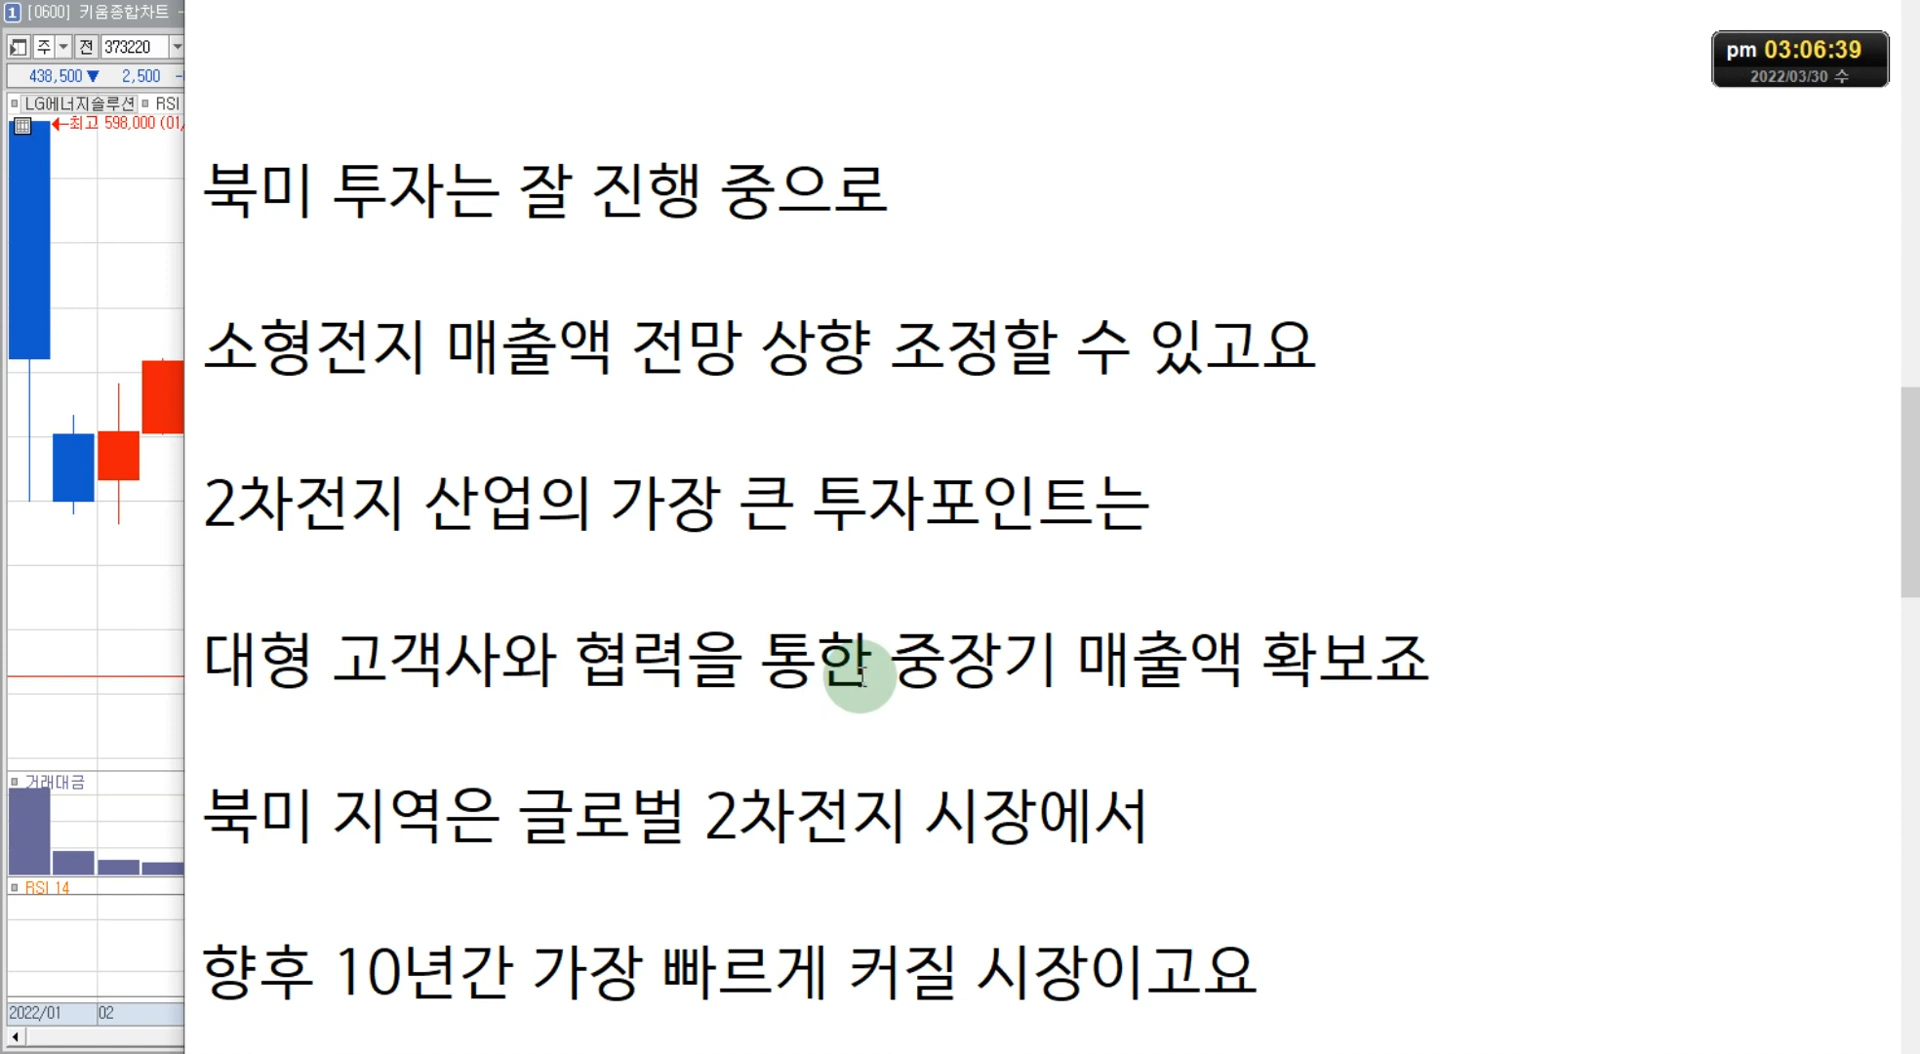 1 [0600] 키움종합차트 -
주 전 373220
438,500▼ 2,500
LG에너지솔루션 RSI
←최고 598,000 (01/
pm 03:06:39
2022/03/30 수
북미 투자는 잘 진행 중으로
소형전지 매출액 전망 상향 조정할 수 있고요
2차전지 산업의 가장 큰 투자포인트는
대형 고객사와 협력을 통한 중장기 매출액 확보죠
북미 지역은 글로벌 2차전지 시장에서
향후 10년간 가장 빠르게 커질 시장이고요
거래대금
RSI 14
2022/01 02